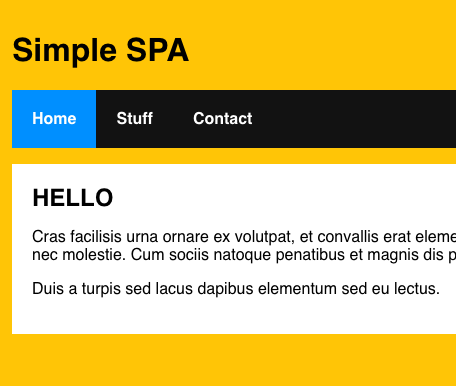 Simple SPA
Home Stuff Contact
HELLO
Cras facilisis urna ornare ex volutpat, et convallis erat eleme
nec molestie. Cum sociis natoque penatibus et magnis dis p
Duis a turpis sed lacus dapibus elementum sed eu lectus.